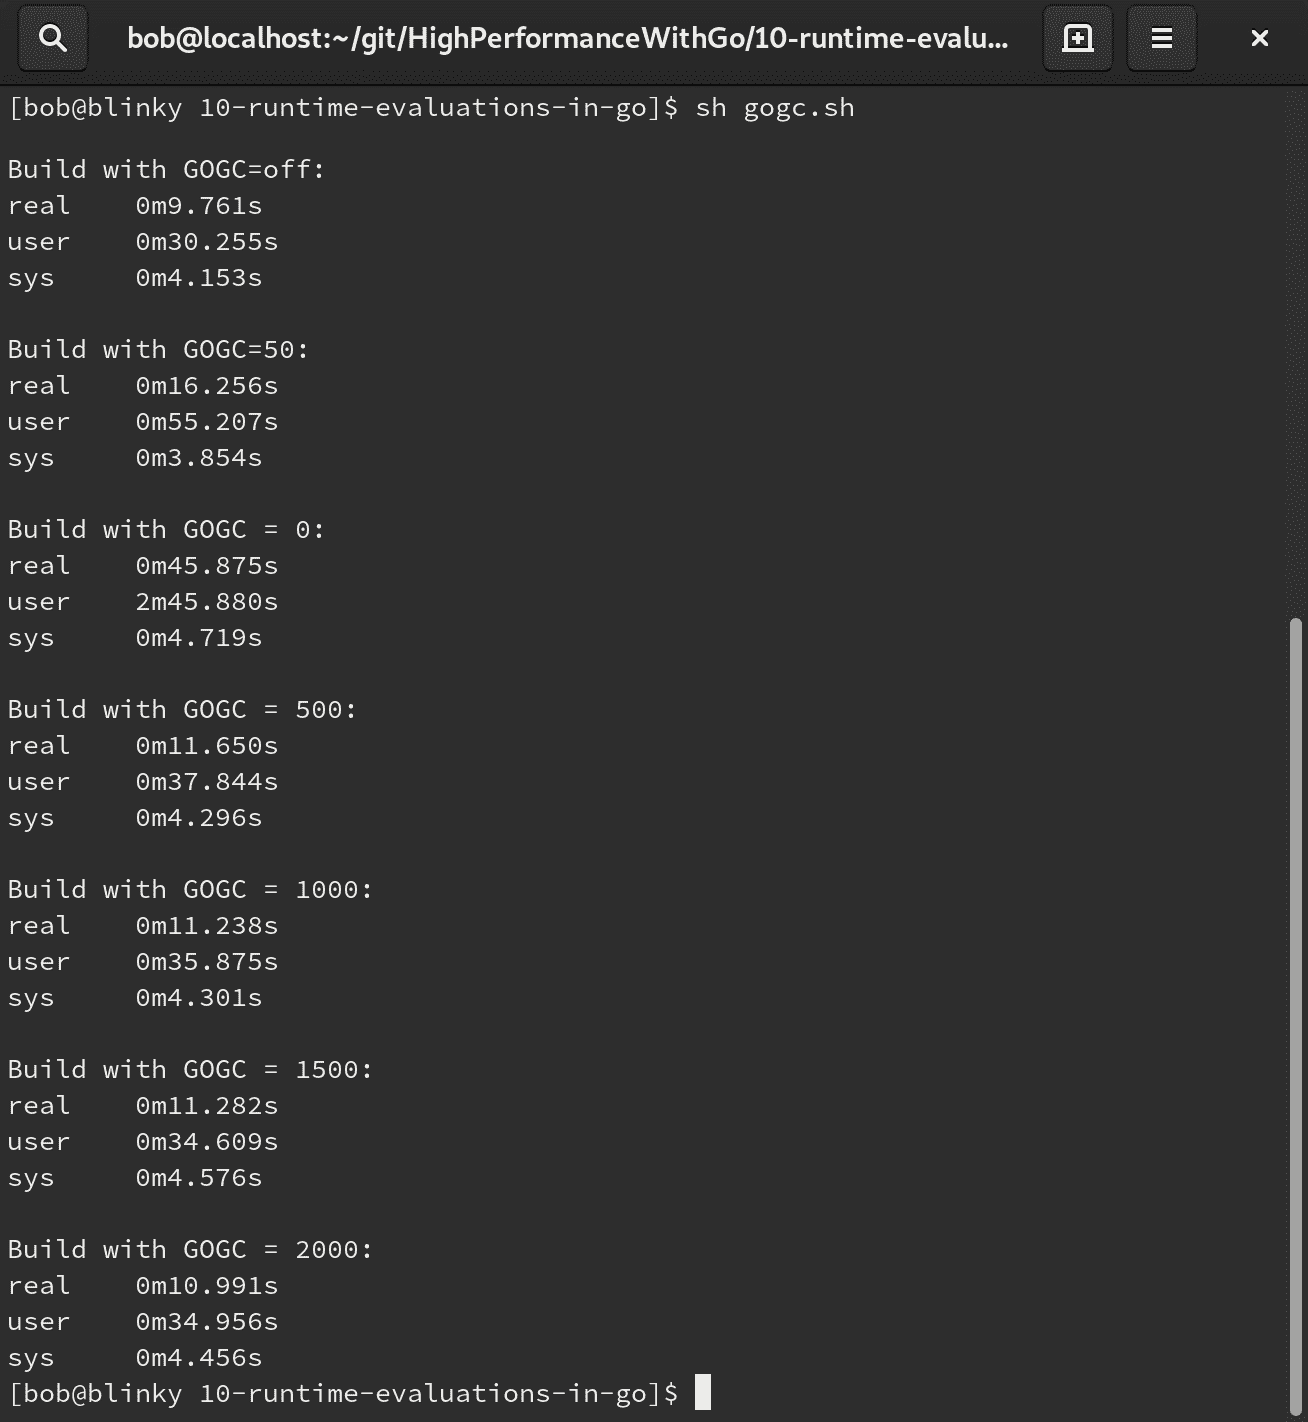 bob@localhost:~/git/HighPerformanceWithGo/10-runtime-evalu...
[bob@blinky 10-runtime-evaluations-in-go]$ sh gogc.sh
Build with GOGC=off:
real    0m9.761s
user    0m30.255s
sys     0m4.153s
Build with GOGC=50:
real    0m16.256s
user    0m55.207s
sys     0m3.854s
Build with GOGC = 0:
real    0m45.875s
user    2m45.880s
sys     0m4.719s
Build with GOGC = 500:
real    0m11.650s
user    0m37.844s
sys     0m4.296s
Build with GOGC = 1000:
real    0m11.238s
user    0m35.875s
sys     0m4.301s
Build with GOGC = 1500:
real    0m11.282s
user    0m34.609s
sys     0m4.576s
Build with GOGC = 2000:
real    0m10.991s
user    0m34.956s
sys     0m4.456s
[bob@blinky 10-runtime-evaluations-in-go]$